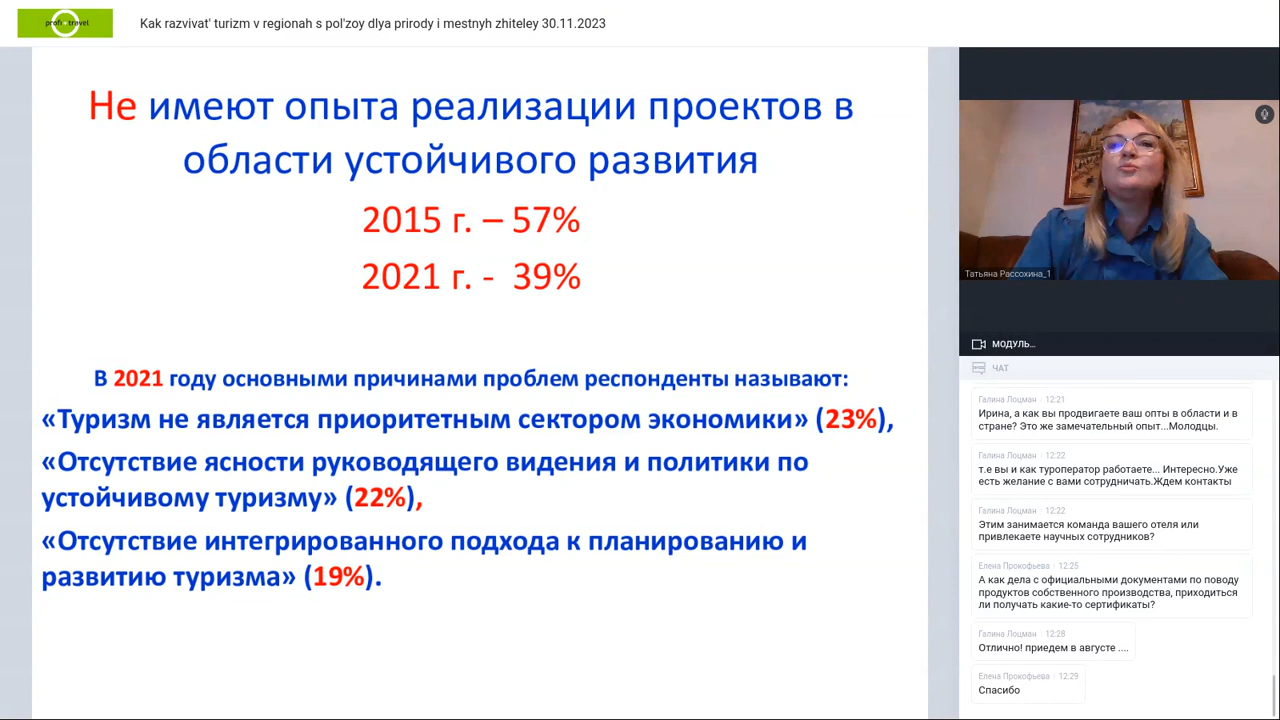 profi travel
Kak razvivat' turizm v regionah s pol'zoy dlya prirody i mestnyh zhiteley 30.11.2023
Не имеют опыта реализации проектов в
области устойчивого развития
2015 г. – 57%
2021 г. - 39%
В 2021 году основными причинами проблем респонденты называют:
«Туризм не является приоритетным сектором экономики» (23%),
«Отсутствие ясности руководящего видения и политики по
устойчивому туризму» (22%),
«Отсутствие интегрированного подхода к планированию и
развитию туризма» (19%).
Татьяна Рассохина_1
МОДУЛЬ...
ЧАТ
Галина Лоцман 12:21
Ирина, а как вы продвигаете ваш опты в области и в
стране? Это же замечательный опыт...Молодцы.
Галина Лоцман 12:22
т.е вы и как туроператор работаете... Интересно.Уже
есть желание с вами сотрудничать.Ждем контакты
Галина Лоцман 12:22
Этим занимается команда вашего отеля или
привлекаете научных сотрудников?
Елена Прокофьева 12:25
А как дела с официальными документами по поводу
продуктов собственного производства, приходиться
ли получать какие-то сертификаты?
Галина Лоцман 12:28
Отлично! приедем в августе ....
Елена Прокофьева 12:29
Спасибо